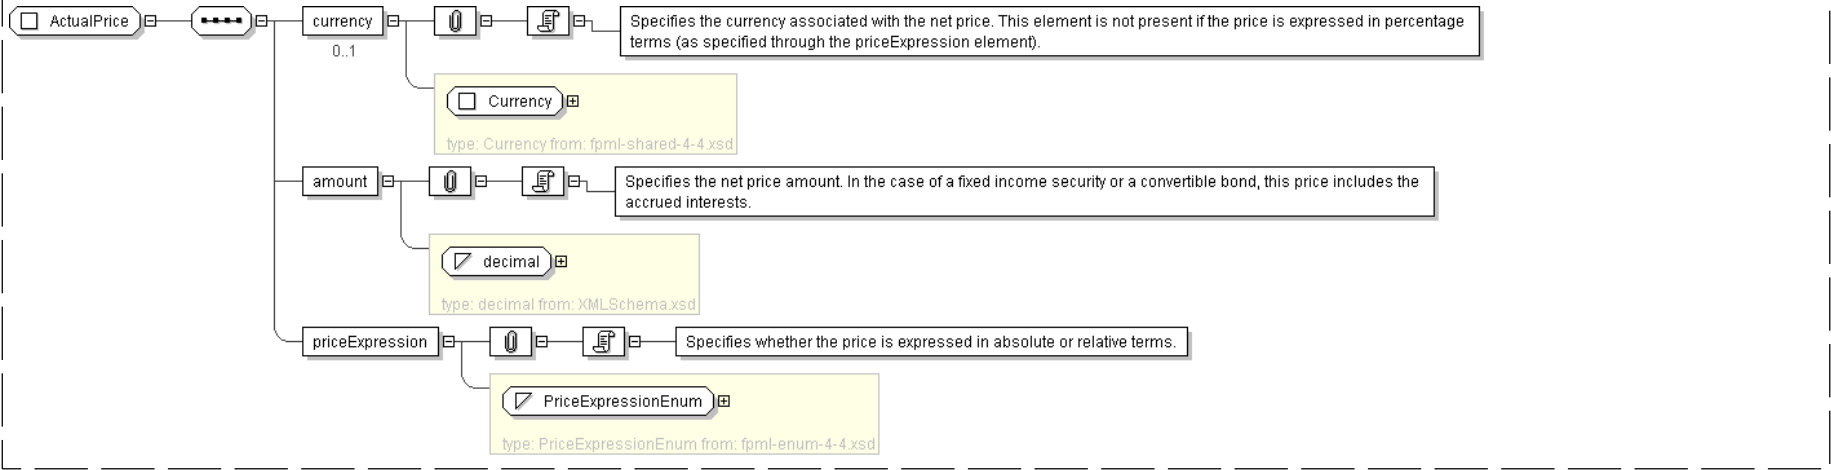 ActualPrice
currency
Specifies the currency associated with the net price. This element is not present if the price is expressed in percentage
terms (as specified through the priceExpression element).
0..1
Currency
type: Currency from: fpml-shared-4-4.xsd
amount
Specifies the net price amount. In the case of a fixed income security or a convertible bond, this price includes the
accrued interests.
decimal
type: decimal from: XMLSchema.xsd
priceExpression
Specifies whether the price is expressed in absolute or relative terms.
PriceExpressionEnum
type: PriceExpressionEnum from: fpml-enum-4-4.xsd